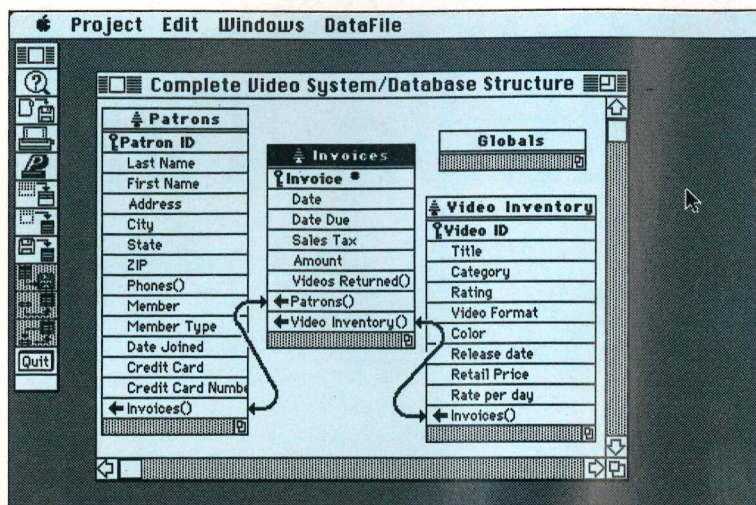 Project Edit Windows DataFile
Complete Video System/Database Structure
Patrons
Patron ID
Last Name
First Name
Address
City
State
ZIP
Phones()
Member
Member Type
Date Joined
Credit Card
Credit Card Numbe
Invoices()
Invoices
Invoice #
Date
Date Due
Sales Tax
Amount
Videos Returned()
Patrons()
Video Inventory()
Globals
Video Inventory
Video ID
Title
Category
Rating
Video Format
Color
Release date
Retail Price
Rate per day
Invoices()
Quit